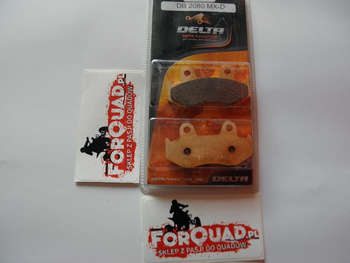 DB 2080 MX-D
DELTA
FORQUAD.PL
SKLEP Z PASJI DO QUADÓW
DELTA
FORQUAD.PL
SKLEP Z PASJI DO QUADÓW